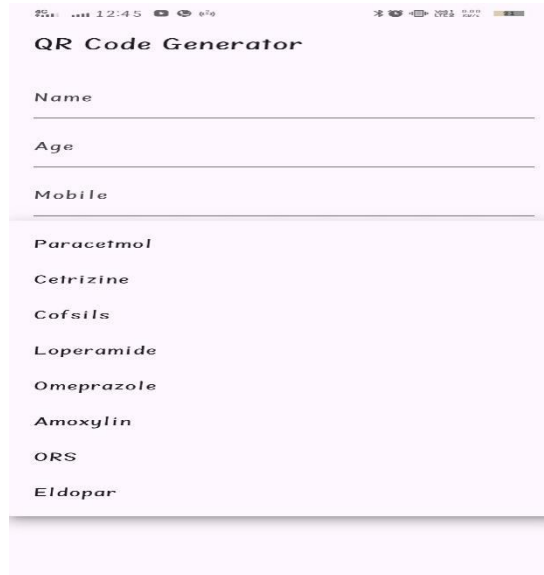 12:45
QR Code Generator
Name
Age
Mobile
Paracetmol
Cetrizine
Cofsils
Loperamide
Omeprazole
Amoxylin
ORS
Eldopar